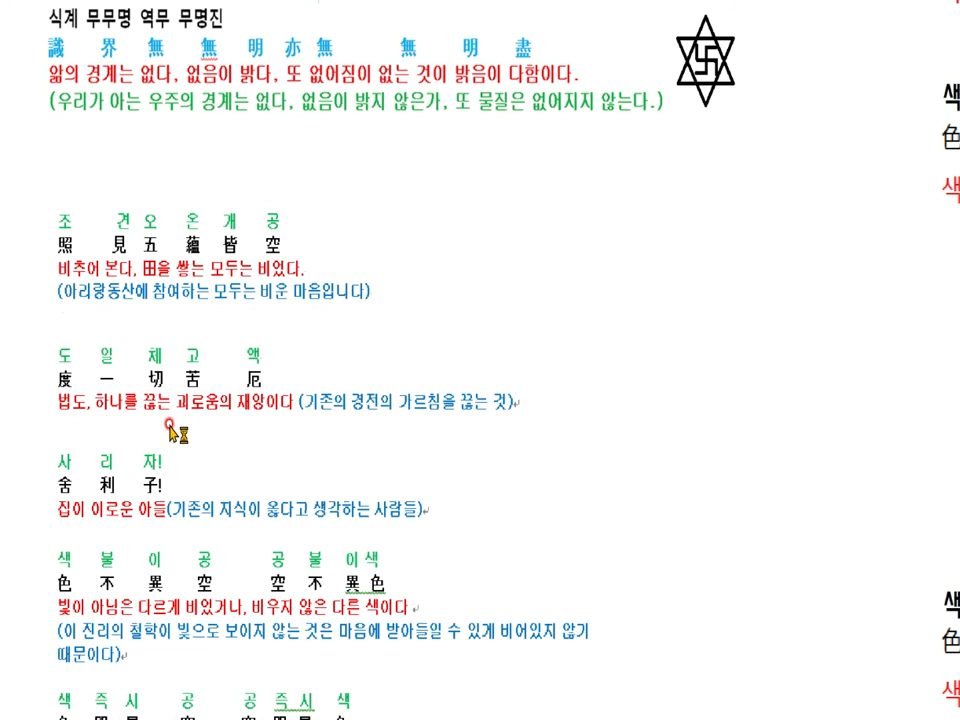 식계 무무명 역무 무명진
識 界 無 無 明 亦 無 無 明 盡
앎의 경계는 없다, 없음이 밝다, 또 없어짐이 없는 것이 밝음이 다함이다.
(우리가 아는 우주의 경계는 없다, 없음이 밝지 않은가, 또 물질은 없어지지 않는다.)
조 견 오 온 개 공
照 見 五 蘊 皆 空
비추어 본다, 田을 쌓는 모두는 비었다.
(아리랑동산에 참여하는 모두는 비운 마음입니다)
도 일 체 고 액
度 一 切 苦 厄
법도, 하나를 끊는 괴로움의 재앙이다 (기존의 경전의 가르침을 끊는 것)
사 리 자!
舍 利 子!
집이 이로운 아들(기존의 지식이 옳다고 생각하는 사람들)
색 불 이 공 공 불 이 색
色 不 異 空 空 不 異 色
빛이 아님은 다르게 비었거나, 비우지 않은 다른 색이다
(이 진리의 철학이 빛으로 보이지 않는 것은 마음에 받아들일 수 있게 비어있지 않기
때문이다)
색 즉 시 공 공 즉 시 색
색
色
색
색
色
색